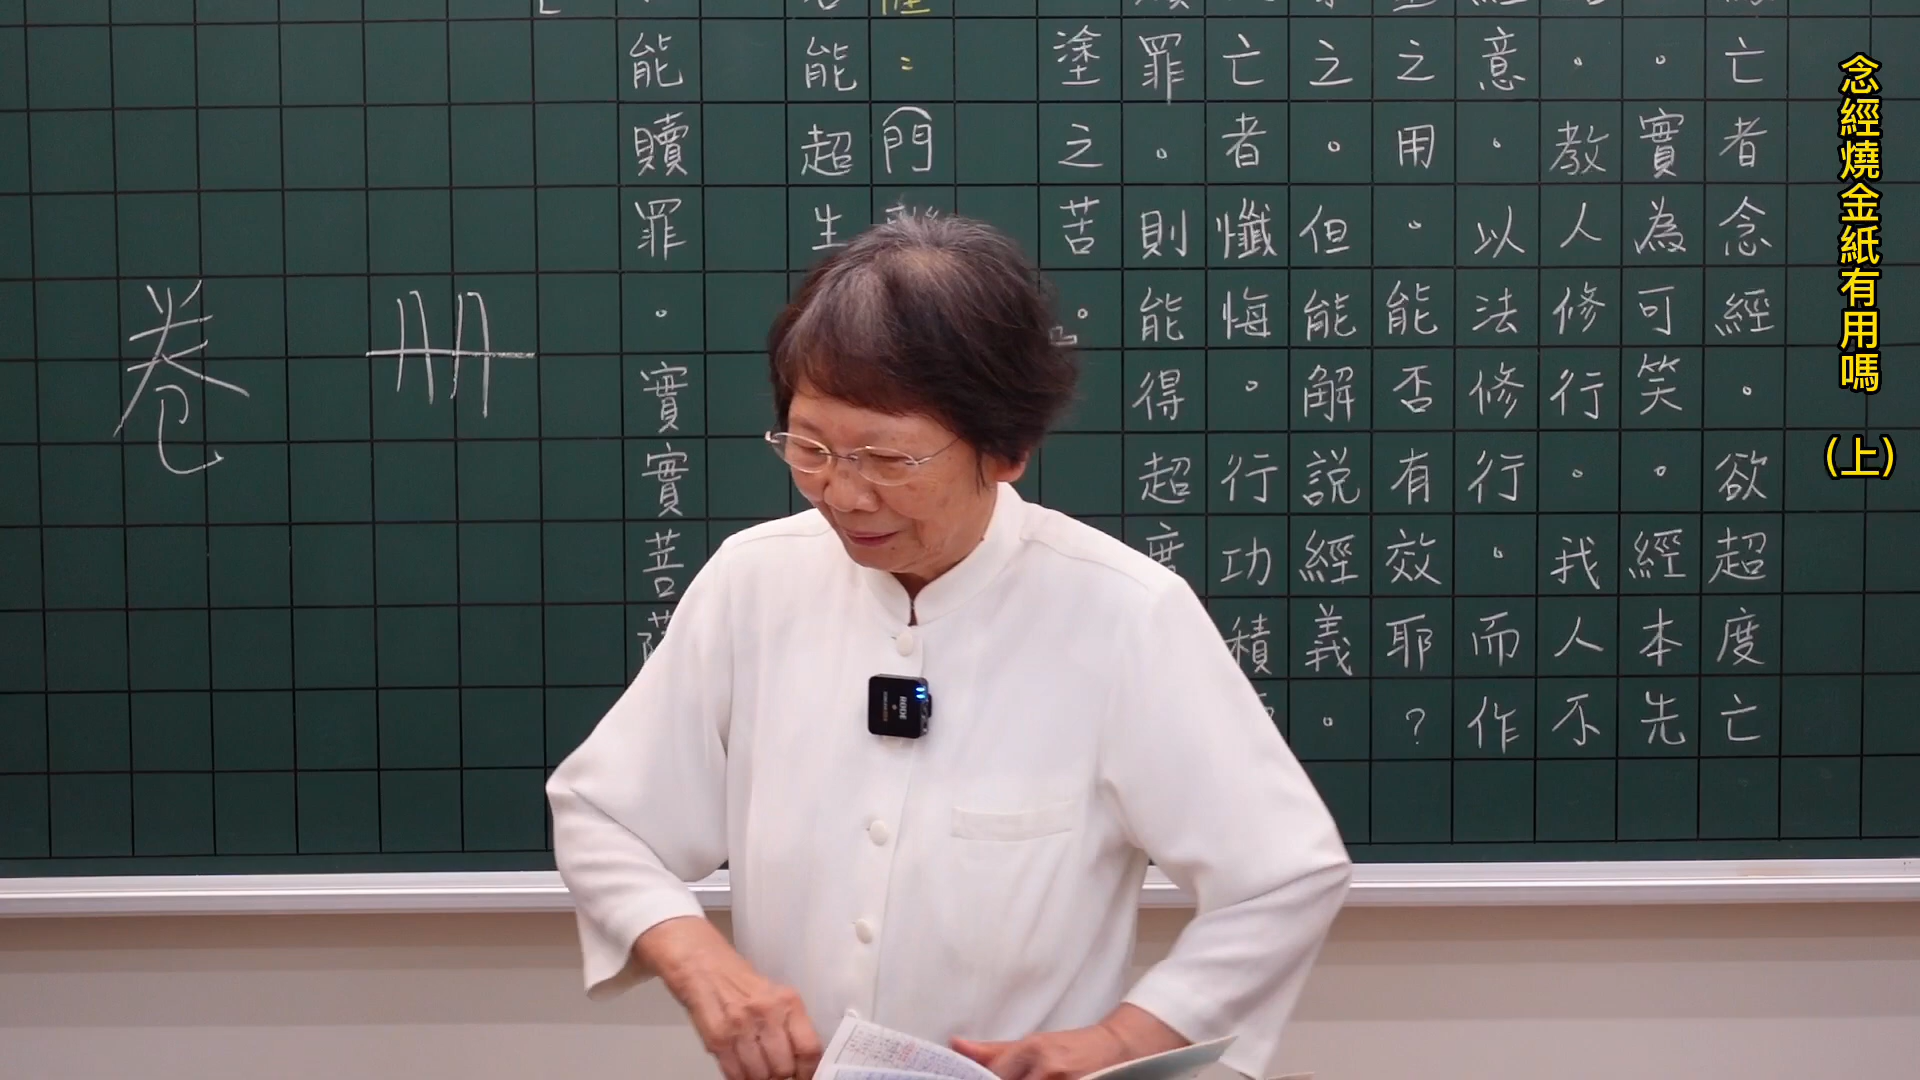 念經燒金紙有用嗎 (上)
亡者念經。欲超度亡
。實為可笑。經本先
。教人修行。我人不
意。以法修行。而作
之用。能否有效耶?
之。但能解說經義。
亡者懺悔。行功積
罪。則能得超度
塗之苦。
:(門
能超生
能贖罪。實實菩薩
冊
卷
RODE